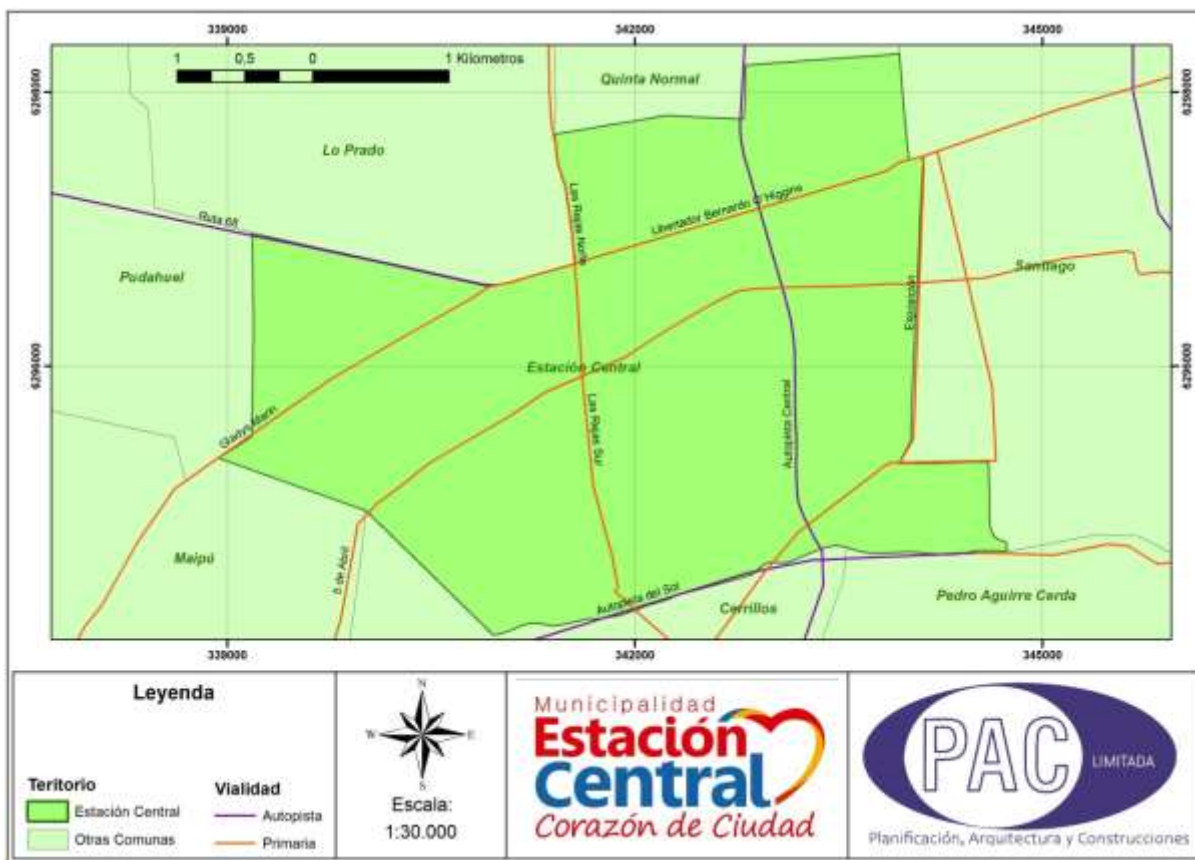 339000
342000
345000
1 0,5 0 1 Kilometros
6298000
6298000
Quinta Normal
Lo Prado
Ruta 68
Las Rejas Norte
Libertador Bernardo O'Higgins
Pudahuel
Santiago
Exposición
6296000
Estación Central
6296000
Gladys Marín
Las Rejas Sur
Autopista Central
Maipú
5 de Abril
Autopista del Sol
Cerrillos
Pedro Aguirre Cerda
339000
342000
345000
Leyenda
Teritorio
Estación Central
Otras Comunas
Vialidad
Autopista
Primaria
N
W
E
S
Escala:
1:30.000
Municipalidad
Estación
Central
Corazón de Ciudad
PAC
LIMITADA
Planificación, Arquitectura y Construcciones